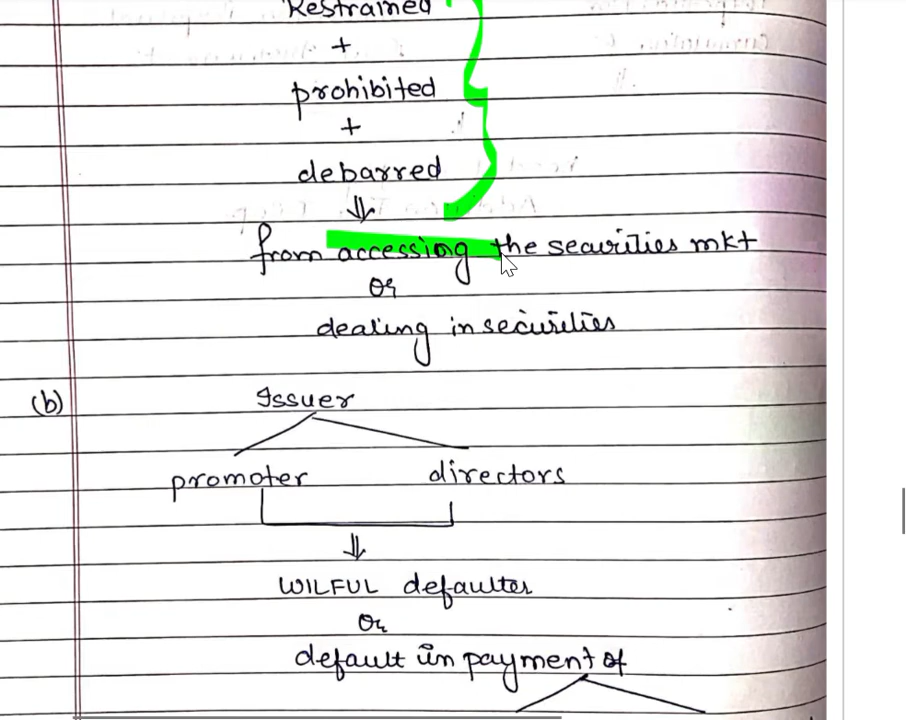 Restrained
+
prohibited
+
debarred
⇓
from accessing the securities mkt
Or
dealing in securities
(b) Issuer
promoter directors
⇓
WILFUL defaulter
Or
default in payment of